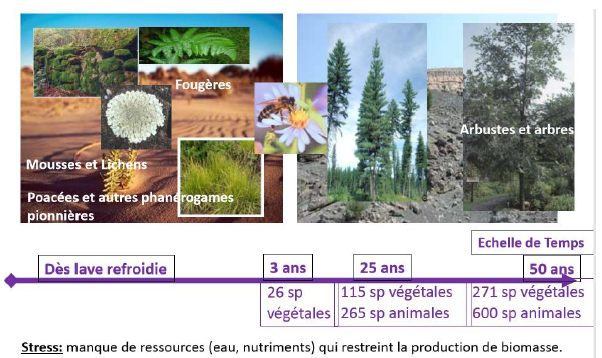 Fougères
Mousses et Lichens
Arbustes et arbres
Poacées et autres phanérogames
pionnières
Echelle de Temps
Dès lave refroidie
3 ans
25 ans
50 ans
26 sp
végétales
115 sp végétales
265 sp animales
271 sp végétales
600 sp animales
Stress: manque de ressources (eau, nutriments) qui restreint la production de biomasse.